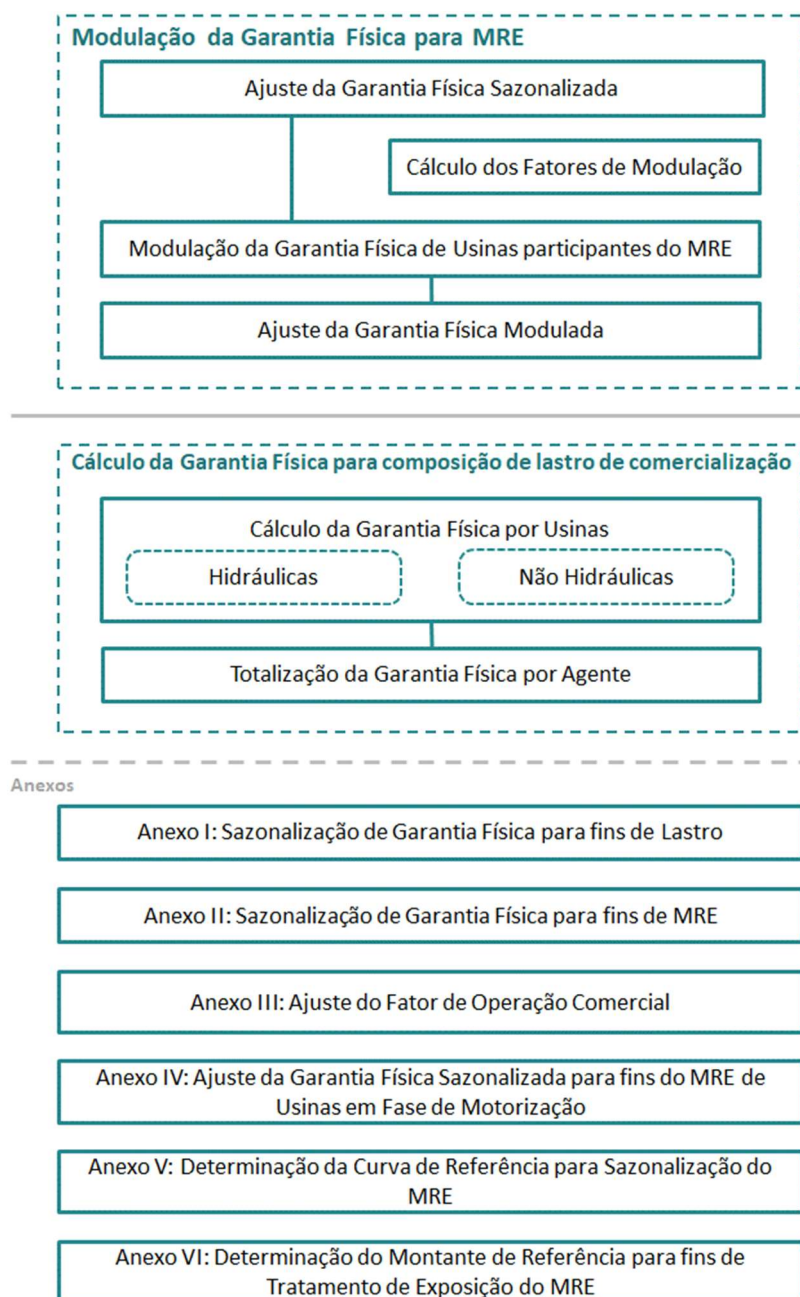 Modulação da Garantia Física para MRE
Ajuste da Garantia Física Sazonalizada
Cálculo dos Fatores de Modulação
Modulação da Garantia Física de Usinas participantes do MRE
Ajuste da Garantia Física Modulada
Cálculo da Garantia Física para composição de lastro de comercialização
Cálculo da Garantia Física por Usinas
Hidráulicas
Não Hidráulicas
Totalização da Garantia Física por Agente
Anexos
Anexo I: Sazonalização de Garantia Física para fins de Lastro
Anexo II: Sazonalização de Garantia Física para fins de MRE
Anexo III: Ajuste do Fator de Operação Comercial
Anexo IV: Ajuste da Garantia Física Sazonalizada para fins do MRE de
Usinas em Fase de Motorização
Anexo V: Determinação da Curva de Referência para Sazonalização do
MRE
Anexo VI: Determinação do Montante de Referência para fins de
Tratamento de Exposição do MRE